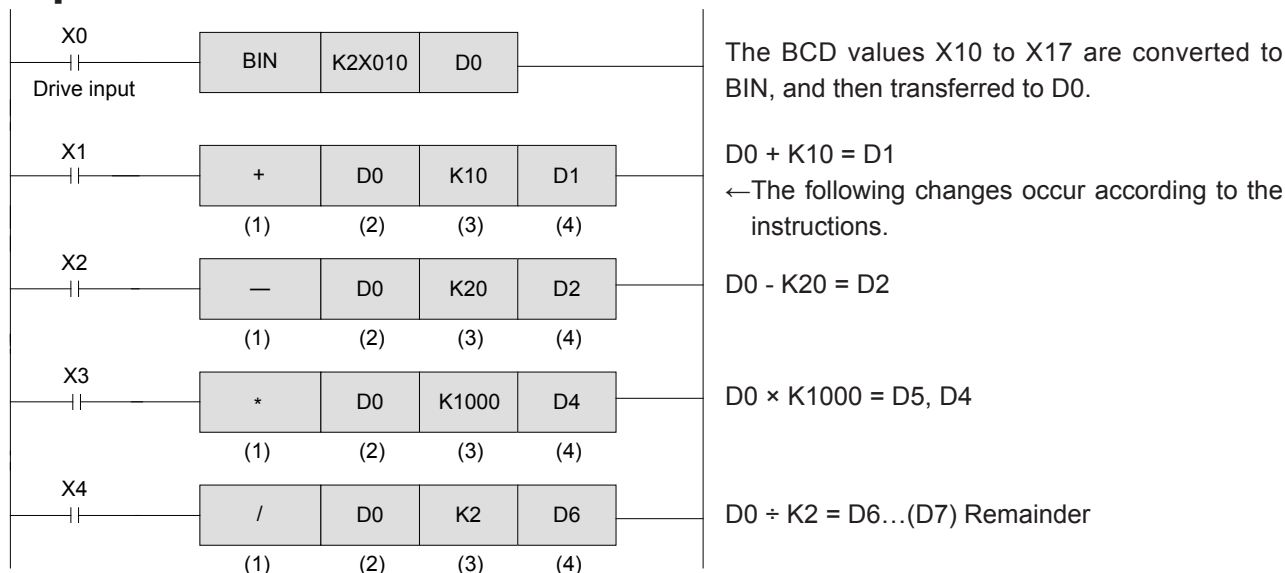 X0
BIN K2X010 D0
Drive input
The BCD values X10 to X17 are converted to
BIN, and then transferred to D0.
X1
+ D0 K10 D1
(1) (2) (3) (4)
D0 + K10 = D1
←The following changes occur according to the
instructions.
X2
— D0 K20 D2
(1) (2) (3) (4)
D0 - K20 = D2
X3
* D0 K1000 D4
(1) (2) (3) (4)
D0 × K1000 = D5, D4
X4
/ D0 K2 D6
(1) (2) (3) (4)
D0 ÷ K2 = D6…(D7) Remainder